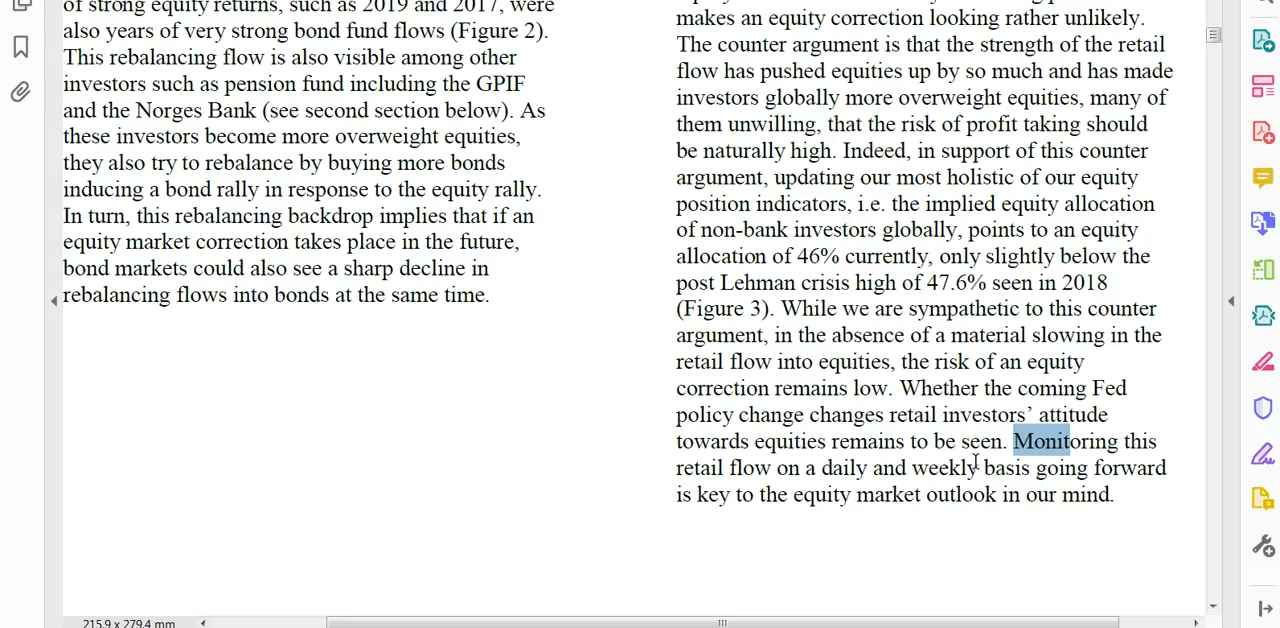 of strong equity returns, such as 2019 and 2017, were
also years of very strong bond fund flows (Figure 2).
This rebalancing flow is also visible among other
investors such as pension fund including the GPIF
and the Norges Bank (see second section below). As
these investors become more overweight equities,
they also try to rebalance by buying more bonds
inducing a bond rally in response to the equity rally.
In turn, this rebalancing backdrop implies that if an
equity market correction takes place in the future,
bond markets could also see a sharp decline in
rebalancing flows into bonds at the same time.
makes an equity correction looking rather unlikely.
The counter argument is that the strength of the retail
flow has pushed equities up by so much and has made
investors globally more overweight equities, many of
them unwilling, that the risk of profit taking should
be naturally high. Indeed, in support of this counter
argument, updating our most holistic of our equity
position indicators, i.e. the implied equity allocation
of non-bank investors globally, points to an equity
allocation of 46% currently, only slightly below the
post Lehman crisis high of 47.6% seen in 2018
(Figure 3). While we are sympathetic to this counter
argument, in the absence of a material slowing in the
retail flow into equities, the risk of an equity
correction remains low. Whether the coming Fed
policy change changes retail investors’ attitude
towards equities remains to be seen. Monitoring this
retail flow on a daily and weekly basis going forward
is key to the equity market outlook in our mind.
215.9 x 279.4 mm